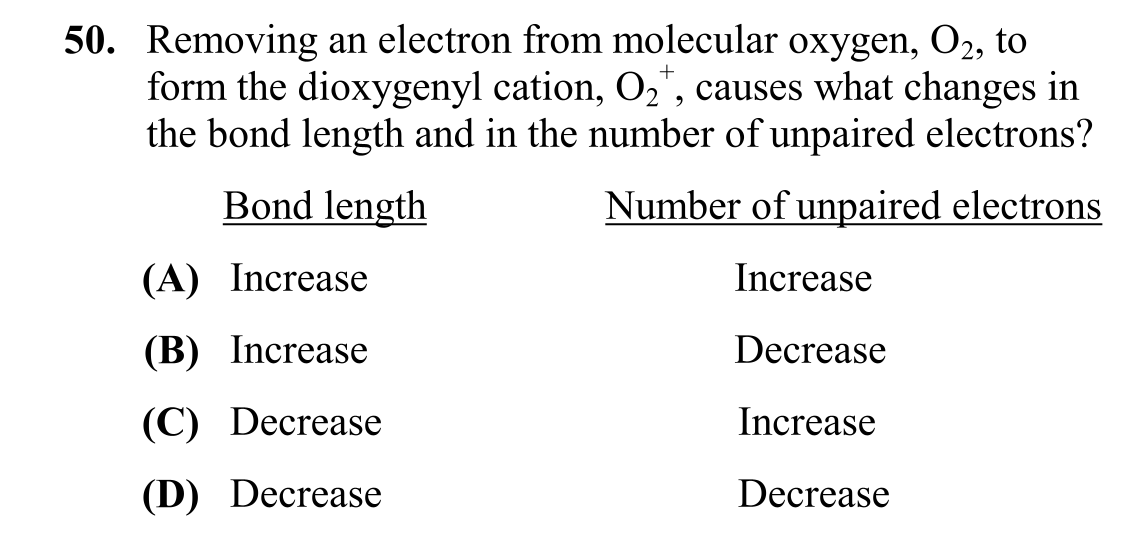 50. Removing an electron from molecular oxygen, O₂, to
form the dioxygenyl cation, O₂⁺, causes what changes in
the bond length and in the number of unpaired electrons?
Bond length Number of unpaired electrons
(A) Increase Increase
(B) Increase Decrease
(C) Decrease Increase
(D) Decrease Decrease